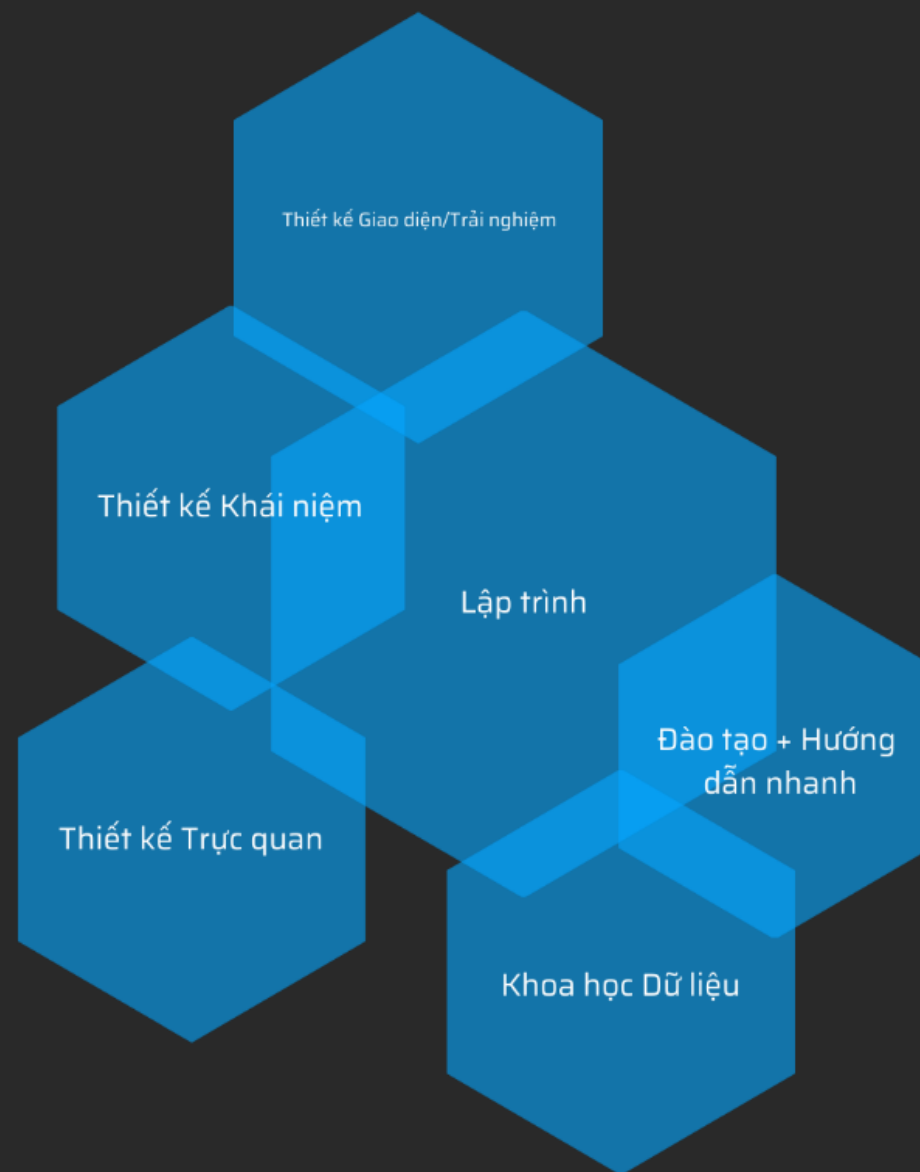 Thiết kế Giao diện/Trải nghiệm
Thiết kế Khái niệm
Lập trình
Đào tạo + Hướng
dẫn nhanh
Thiết kế Trực quan
Khoa học Dữ liệu